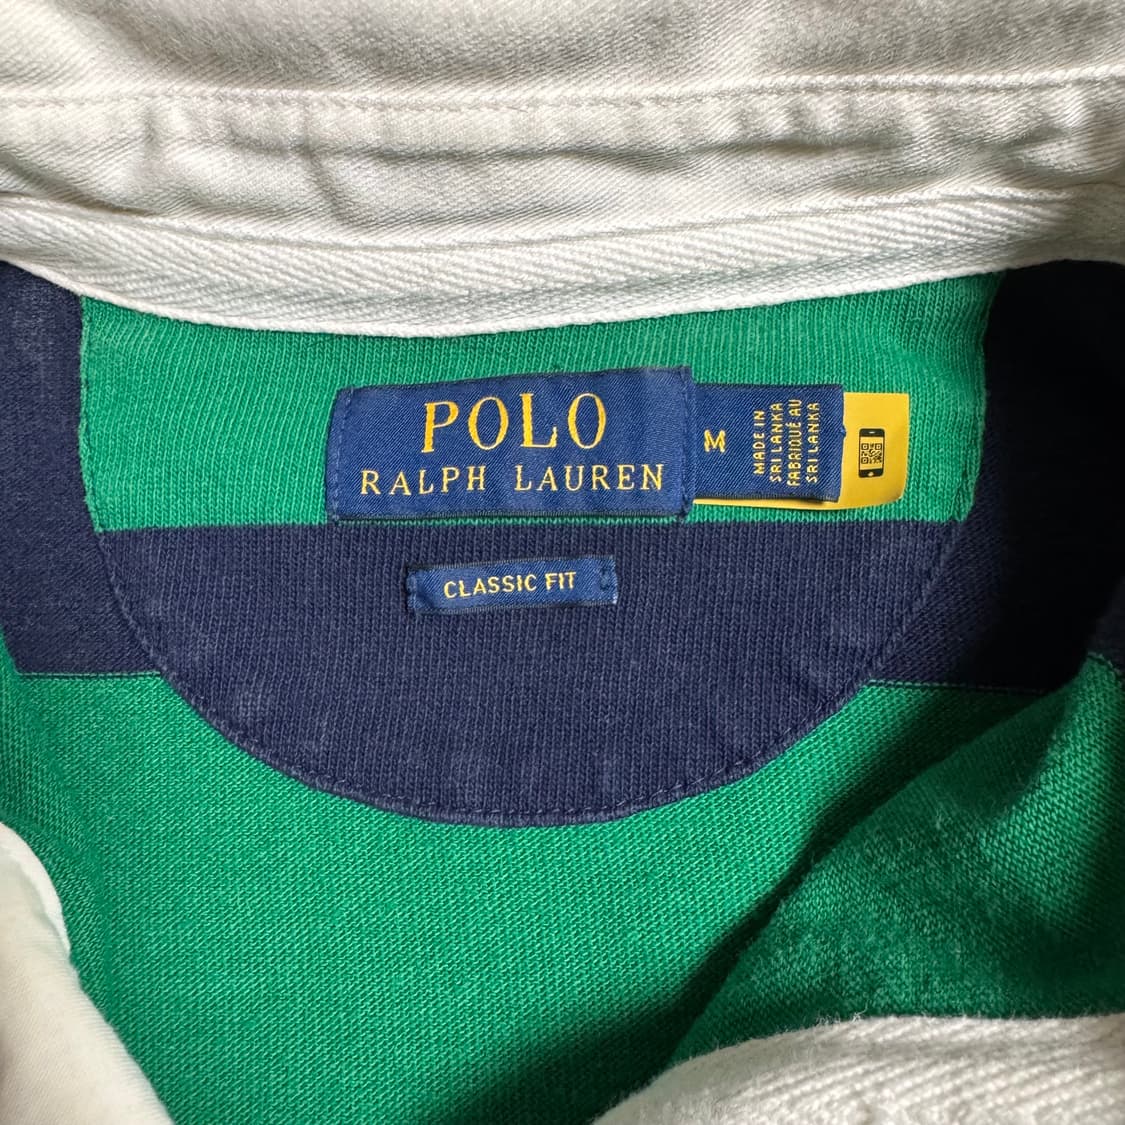 POLO
RALPH LAUREN
M
MADE IN
SRI LANKA
FABRIQUÉ AU
SRI LANKA
CLASSIC FIT